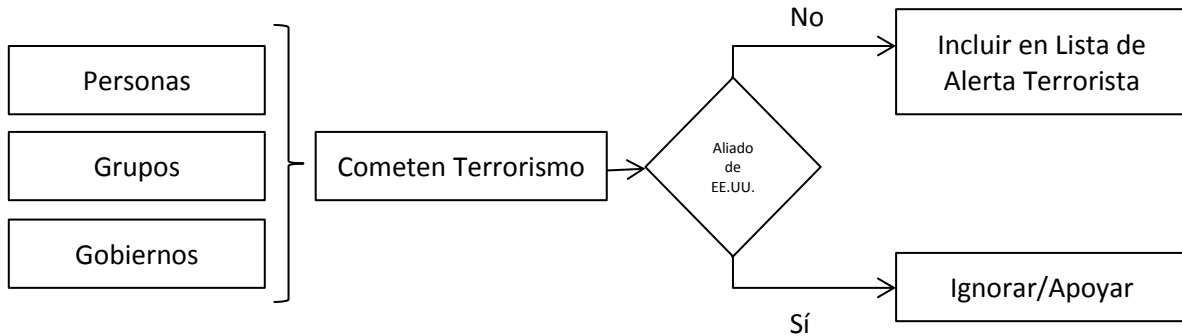 Personas
Grupos
Gobiernos
Cometen Terrorismo
Aliado
de
EE.UU.
No
Incluir en Lista de
Alerta Terrorista
Sí
Ignorar/Apoyar